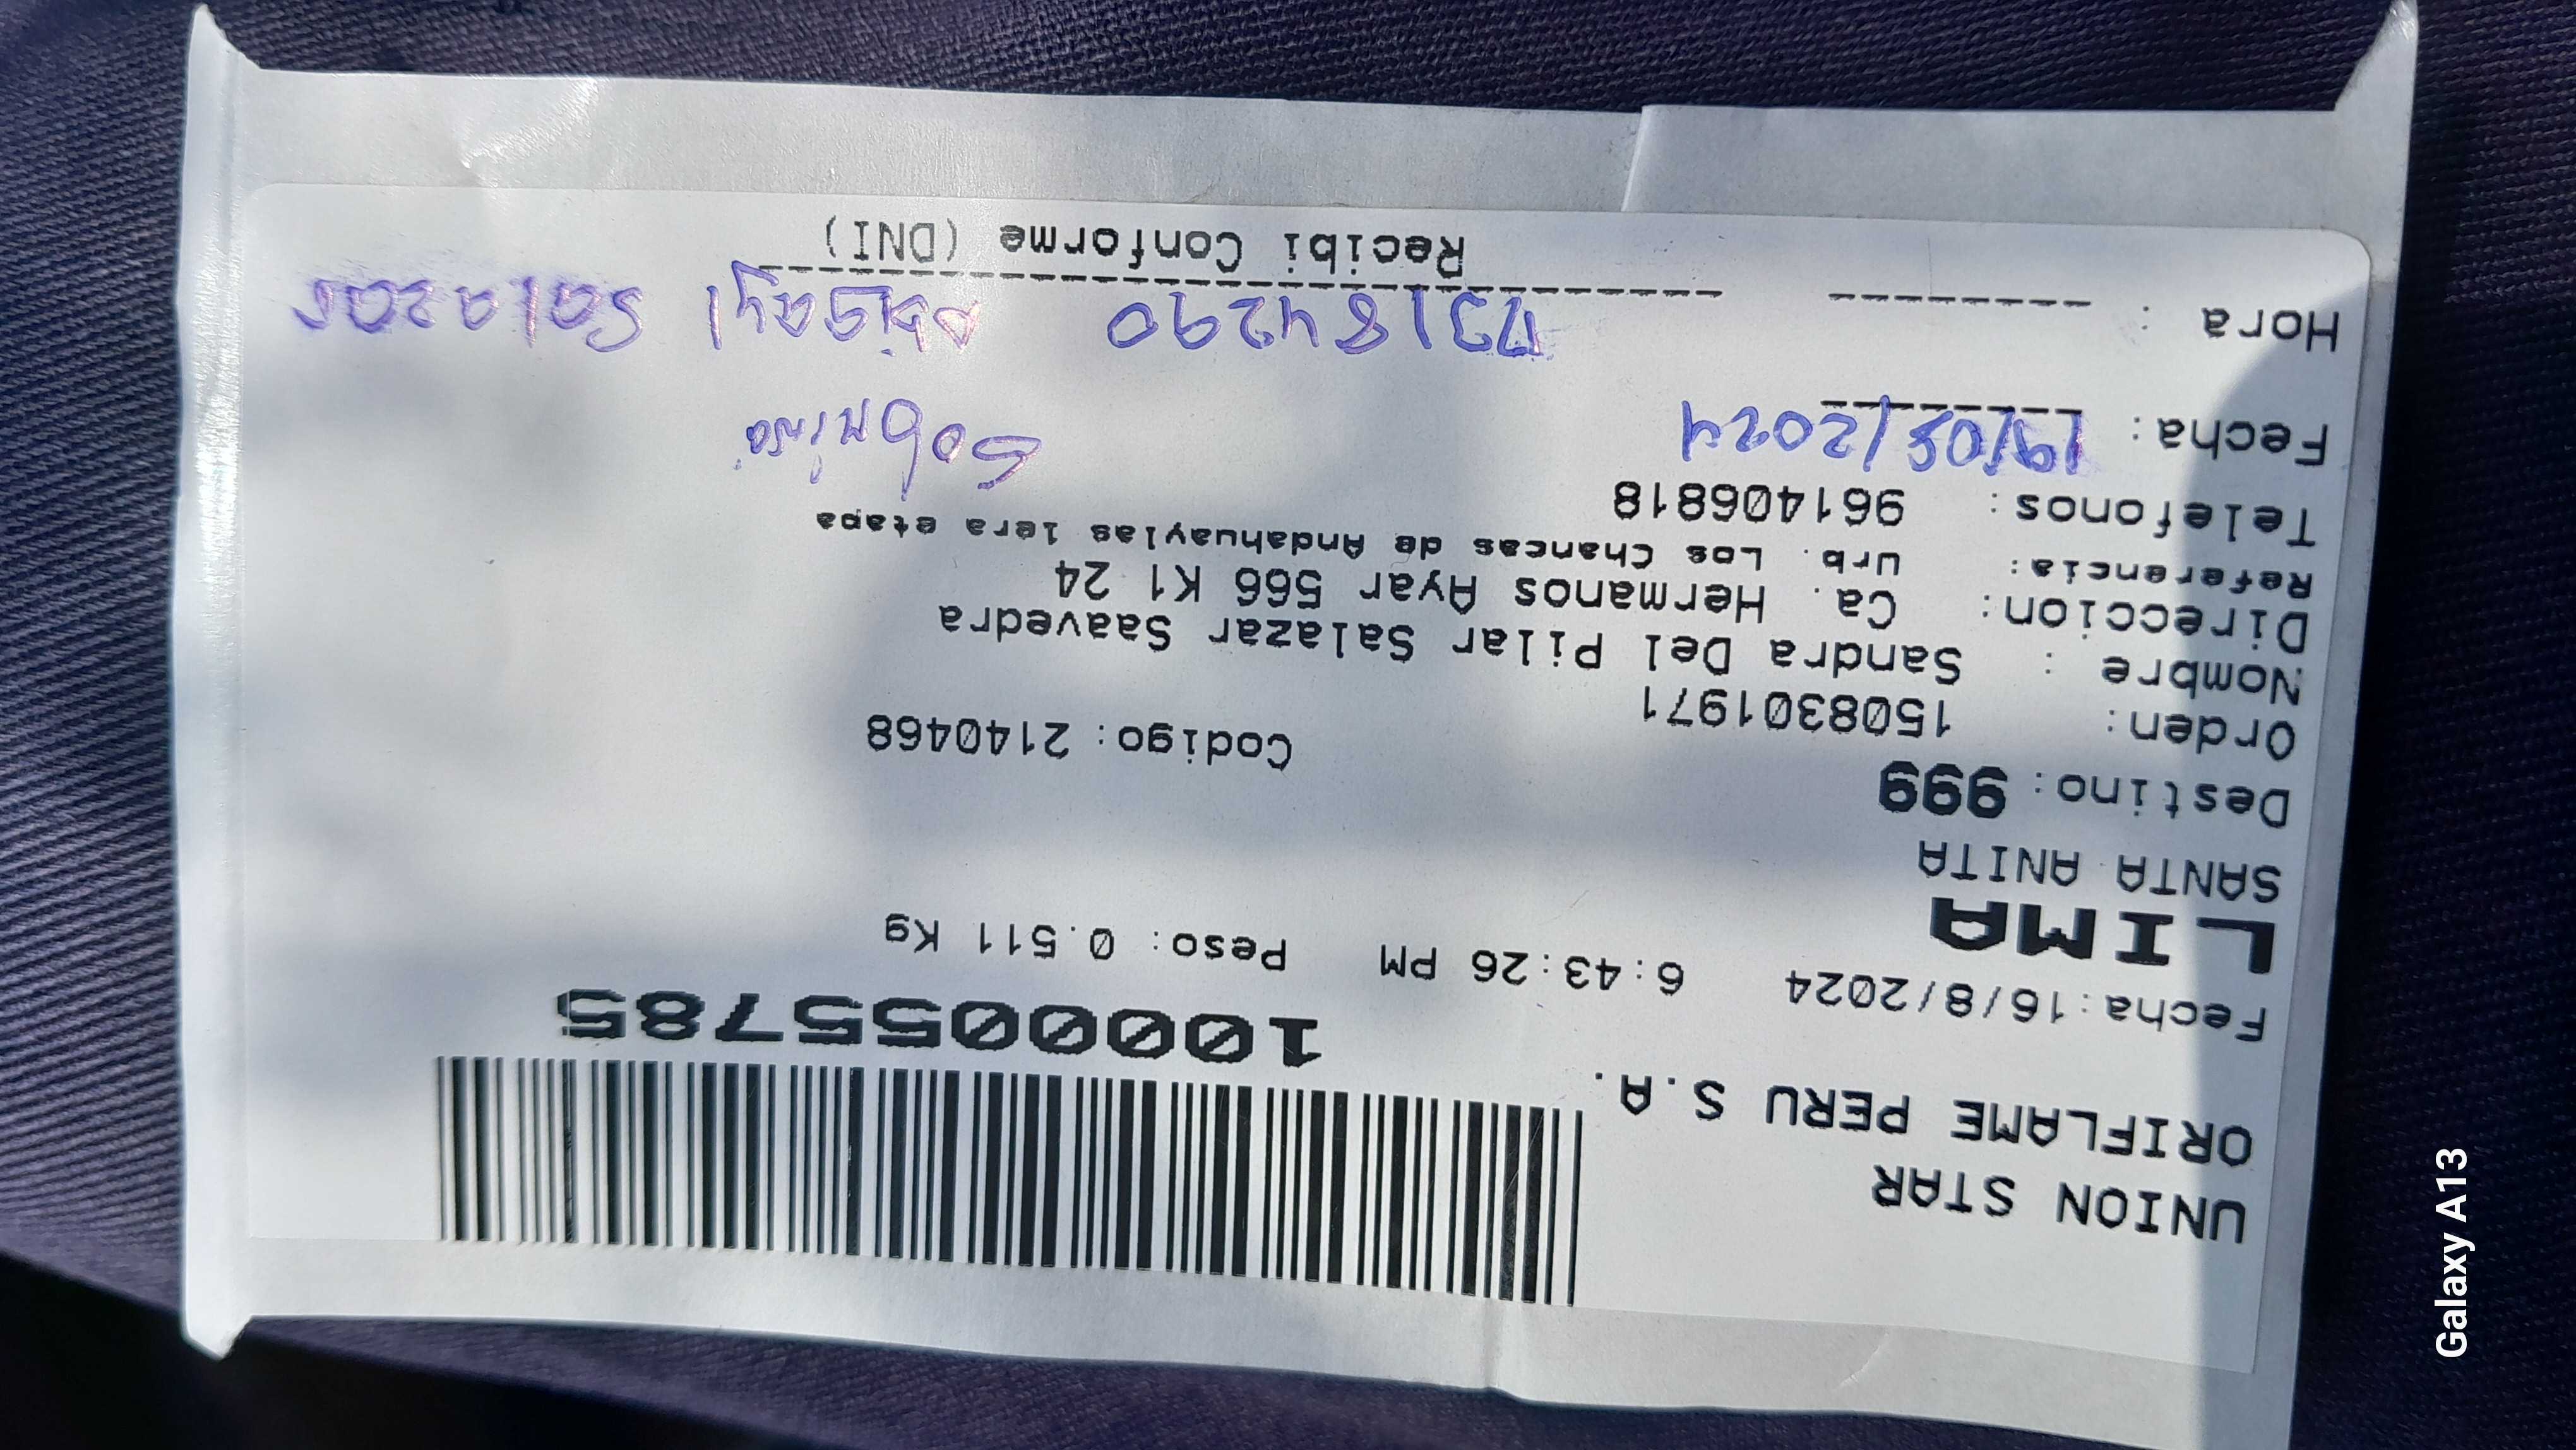 UNION STAR
ORIFLAME PERU S.A.
1000055785
Fecha:16/8/2024 6:43:26 PM Peso: 0.511 Kg
LIMA
SANTA ANITA
Destino: 999
Orden: 1508301971 Codigo: 2140468
Nombre : Sandra Del Pilar Salazar Saavedra
Direccion: Ca. Hermanos Ayar 566 K1 24
Referencia: Urb. Los Chancas de Andahuaylas 1era etapa
Telefonos: 961406818
Fecha: /2024 Sobrina
Hora : 73184290 Abigayl Salazar
Recibi Conforme (DNI)
Galaxy A13